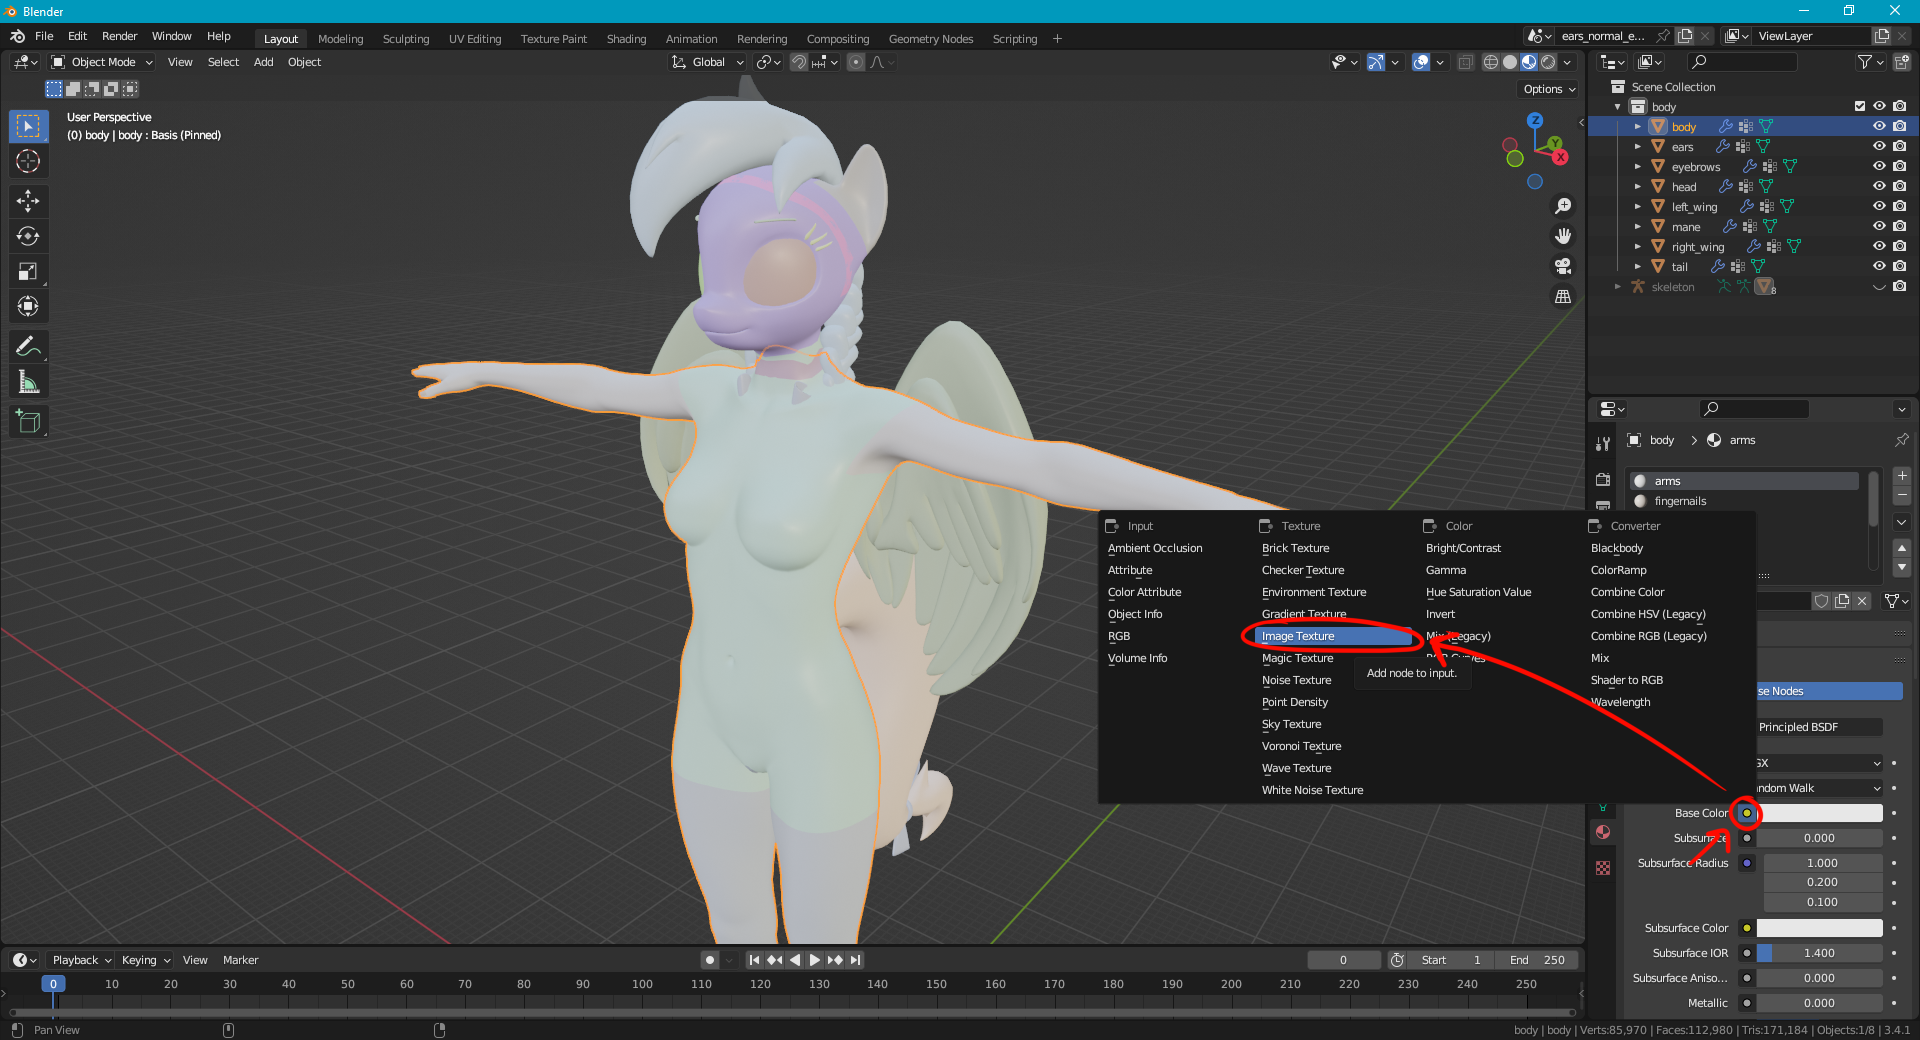 Blender
File Edit Render Window Help
Layout Modeling Sculpting UV Editing Texture Paint Shading Animation Rendering Compositing Geometry Nodes Scripting +
ears_normal_e...
ViewLayer
Object Mode View Select Add Object
Global
Options
User Perspective
(0) body | body : Basis (Pinned)
Z
Y
X
Scene Collection
body
body
ears
eyebrows
head
left_wing
mane
right_wing
tail
skeleton
8
body > arms
arms
fingernails
Input
Ambient Occlusion
Attribute
Color Attribute
Object Info
RGB
Volume Info
Texture
Brick Texture
Checker Texture
Environment Texture
Gradient Texture
Image Texture
Magic Texture
Noise Texture
Point Density
Sky Texture
Voronoi Texture
Wave Texture
White Noise Texture
Color
Bright/Contrast
Gamma
Hue Saturation Value
Invert
Mix (Legacy)
RGB Curves
Add node to input.
Converter
Blackbody
ColorRamp
Combine Color
Combine HSV (Legacy)
Combine RGB (Legacy)
Mix
Shader to RGB
Wavelength
se Nodes
Principled BSDF
GX
ndom Walk
Base Color
Subsurface 0.000
Subsurface Radius 1.000
0.200
0.100
Subsurface Color
Subsurface IOR 1.400
Subsurface Aniso... 0.000
Metallic 0.000
Playback Keying View Marker
0
Start 1
End 250
0 10 20 30 40 50 60 70 80 90 100 110 120 130 140 150 160 170 180 190 200 210 220 230 240 250
Pan View
body | body | Verts:85,970 | Faces:112,980 | Tris:171,184 | Objects:1/8 | 3.4.1